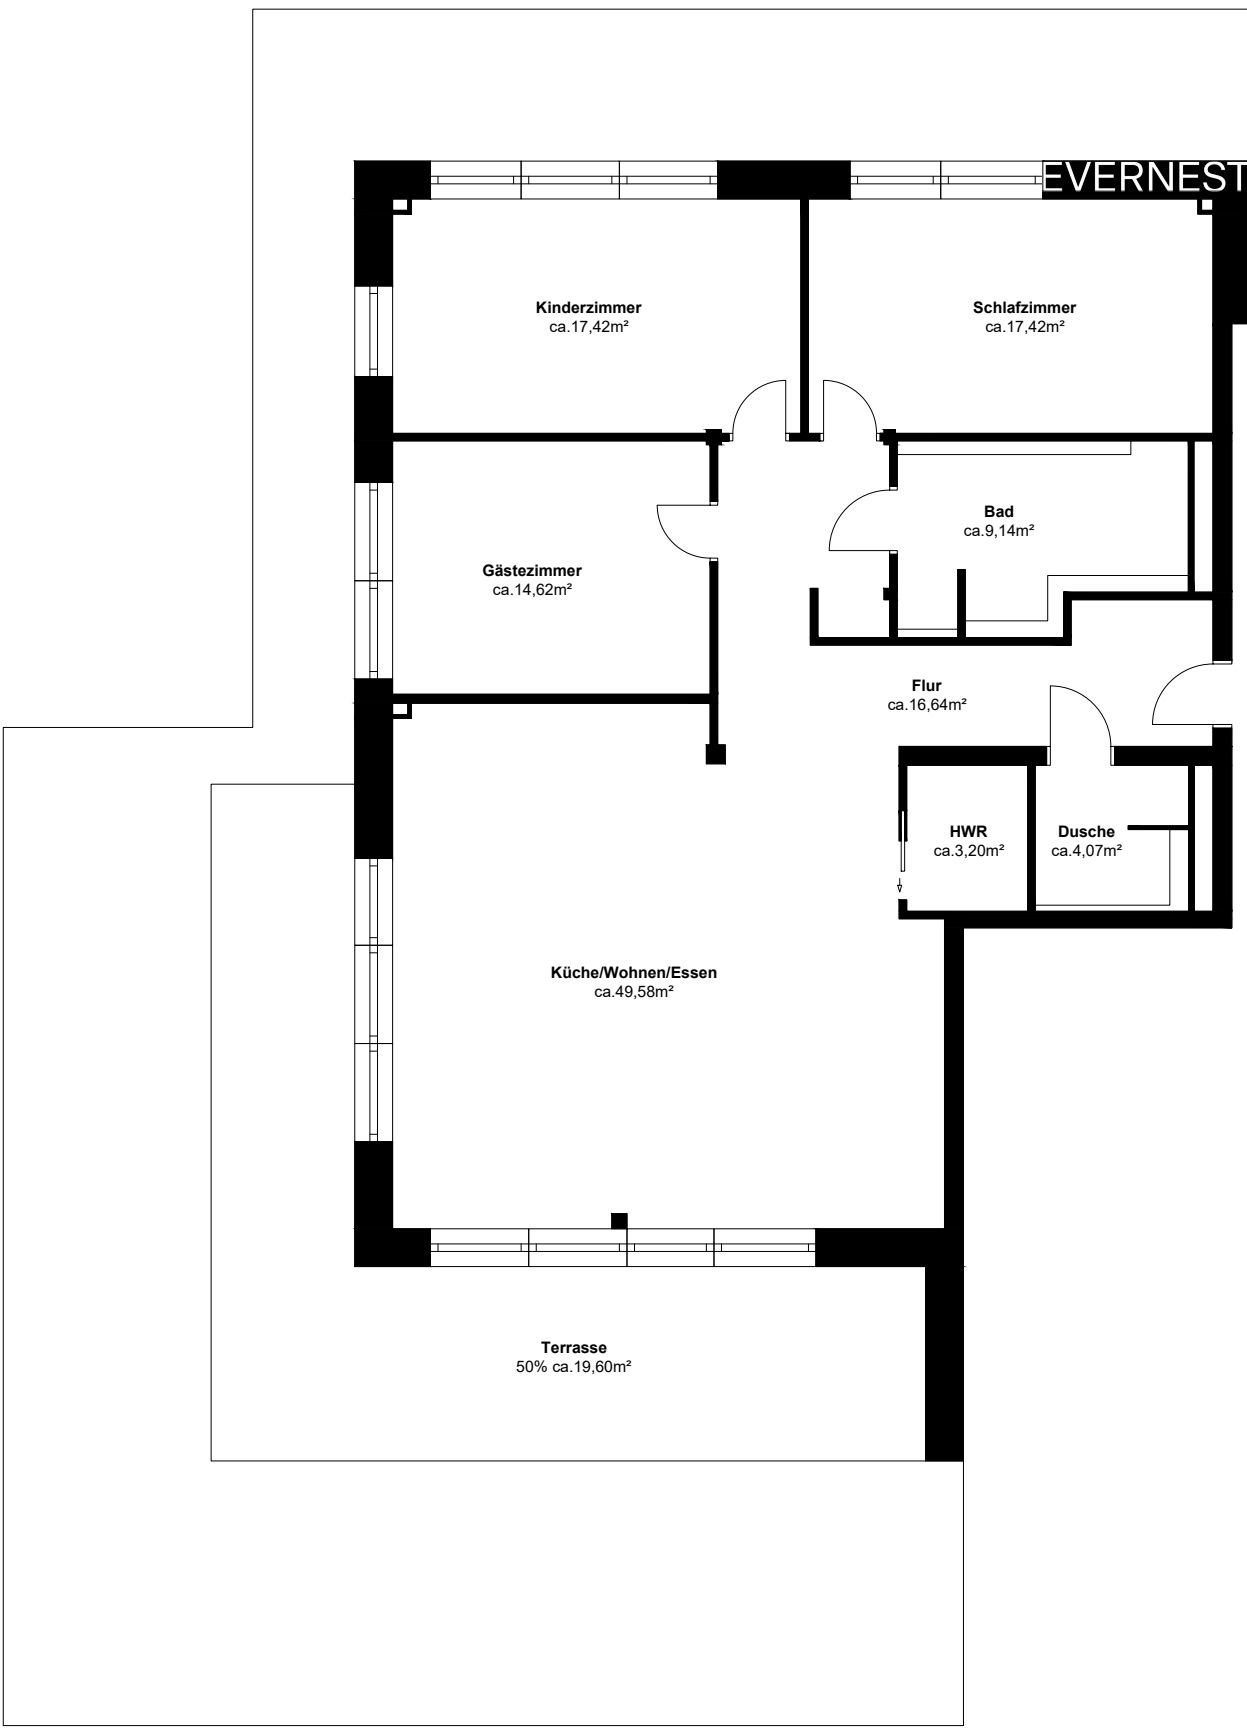 EVERNEST
Kinderzimmer
ca.17,42m²
Schlafzimmer
ca.17,42m²
Bad
ca.9,14m²
Gästezimmer
ca.14,62m²
Flur
ca.16,64m²
HWR
ca.3,20m²
Dusche
ca.4,07m²
Küche/Wohnen/Essen
ca.49,58m²
Terrasse
50% ca.19,60m²